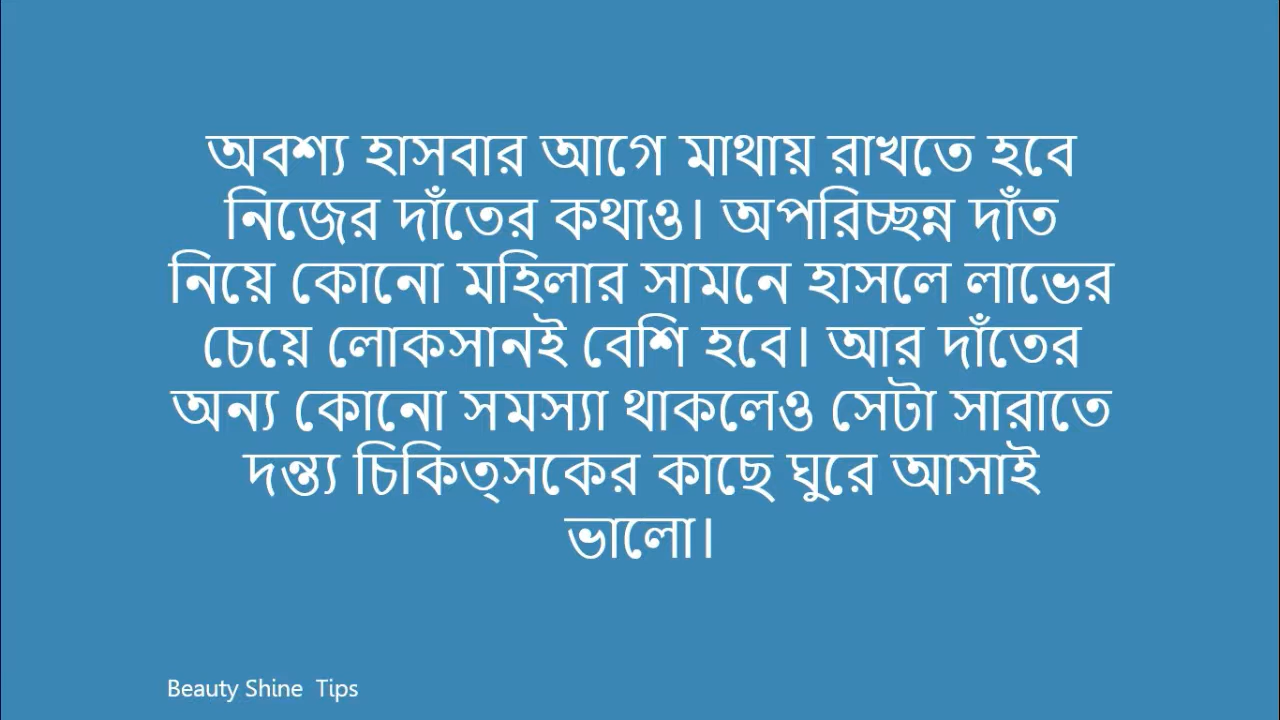 অবশ্য হাসবার আগে মাথায় রাখতে হবে
নিজের দাঁতের কথাও। অপরিচ্ছন্ন দাঁত
নিয়ে কোনো মহিলার সামনে হাসলে লাভের
চেয়ে লোকসানই বেশি হবে। আর দাঁতের
অন্য কোনো সমস্যা থাকলেও সেটা সারাতে
দন্ত্য চিকিত্‍সকের কাছে ঘুরে আসাই
ভালো।
Beauty Shine  Tips